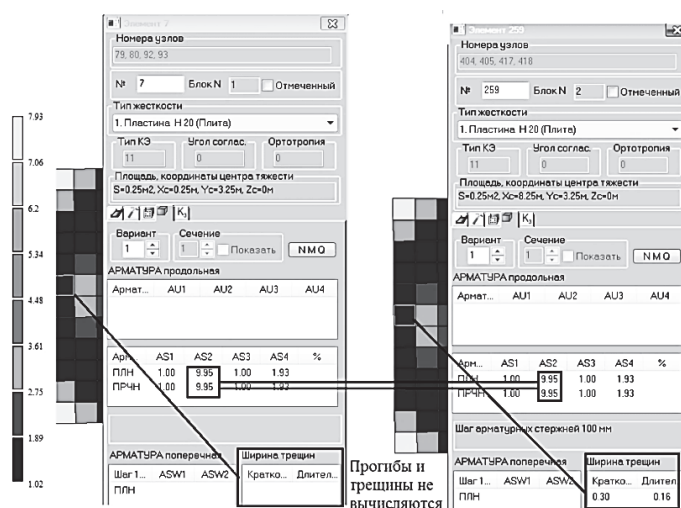 Элемент 7
Номера узлов
79, 80, 92, 93
№ 7 Блок N 1 Отмеченный
Тип жесткости
1. Пластина H 20 (Плита)
Тип КЭ Угол соглас. Ортотропия
11 0 0
Площадь, координаты центра тяжести
S=0.25м2, Xc=0.25м, Yc=3.25м, Zc=0м
К₃
Вариант Сечение
1 1 Показать NMQ
АРМАТУРА продольная
Армат... AU1 AU2 AU3 AU4
Арм... AS1 AS2 AS3 AS4 %
ПЛН 1.00 9.95 1.00 1.93
ПРЧН 1.00 9.95 1.00 1.93
АРМАТУРА поперечная Ширина трещин
Шаг 1... ASW1 ASW2 Кратко... Длител...
ПЛН
7.93
7.06
6.2
5.34
4.48
3.61
2.75
1.89
1.02
Прогибы и
трещины не
вычисляются
Элемент 259
Номера узлов
404, 405, 417, 418
№ 259 Блок N 2 Отмеченный
Тип жесткости
1. Пластина H 20 (Плита)
Тип КЭ Угол соглас. Ортотропия
11 0 0
Площадь, координаты центра тяжести
S=0.25м2, Xc=8.25м, Yc=3.25м, Zc=0м
К₃
Вариант Сечение
1 1 Показать NMQ
АРМАТУРА продольная
Армат... AU1 AU2 AU3 AU4
Арм... AS1 AS2 AS3 AS4 %
ПЛН 1.00 9.95 1.00 1.93
ПРЧН 1.00 9.95 1.00 1.93
Шаг арматурных стержней 100 мм
АРМАТУРА поперечная Ширина трещин
Шаг 1... ASW1 ASW2 Кратко... Длител
ПЛН 0.30 0.16